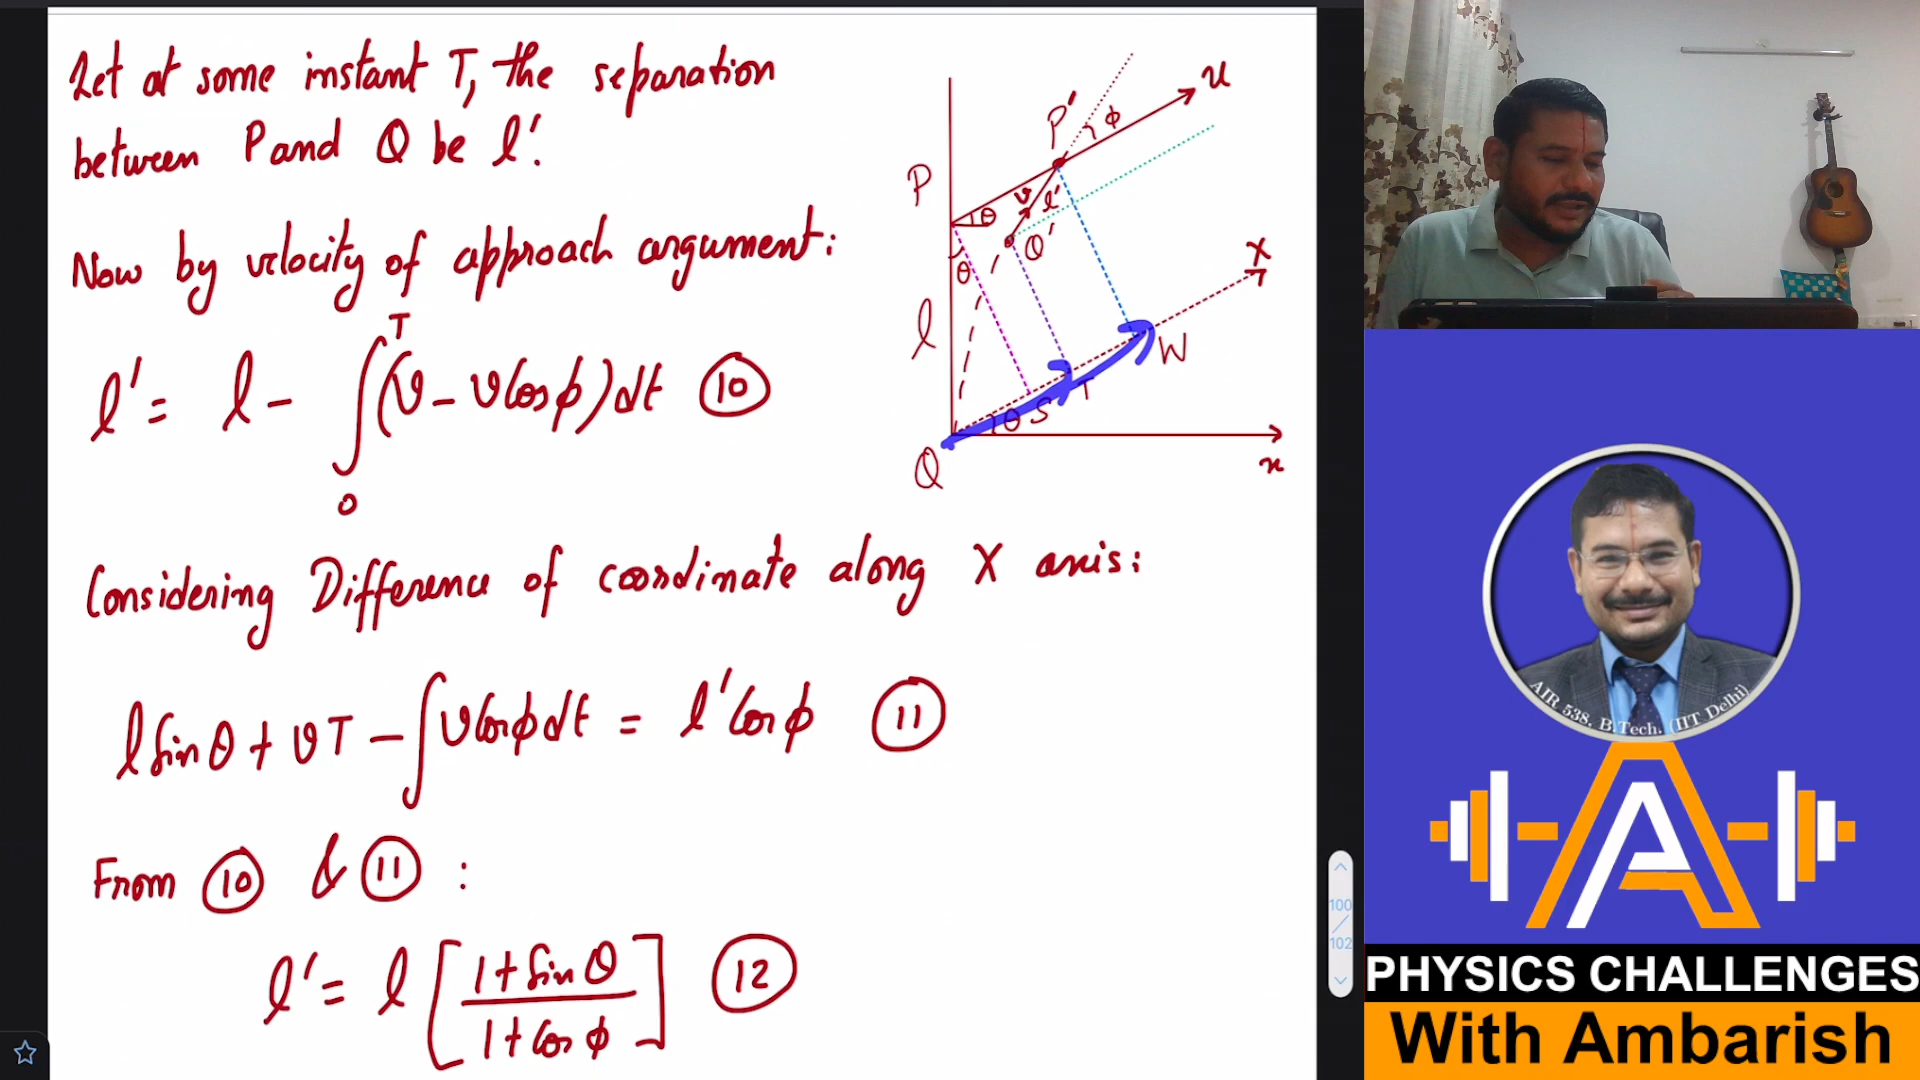 Let at some instant T, the separation
between P and Q be l'.
Now by velocity of approach argument:
l' = l - ∫₀ᵀ (v - v cos ϕ) dt (10)
Considering Difference of coordinate along X axis:
l sin θ + vT - ∫ v cos ϕ dt = l' cos ϕ (11)
From (10) & (11) :
l' = l [ (1 + sin θ) / (1 + cos ϕ) ] (12)
P
P'
ϕ
u
θ
v
l'
Q'
θ
l
X
W
T
S
θ
Q
x
100
/
102
AIR 538, B.Tech. (IIT Delhi)
A
PHYSICS CHALLENGES
With Ambarish